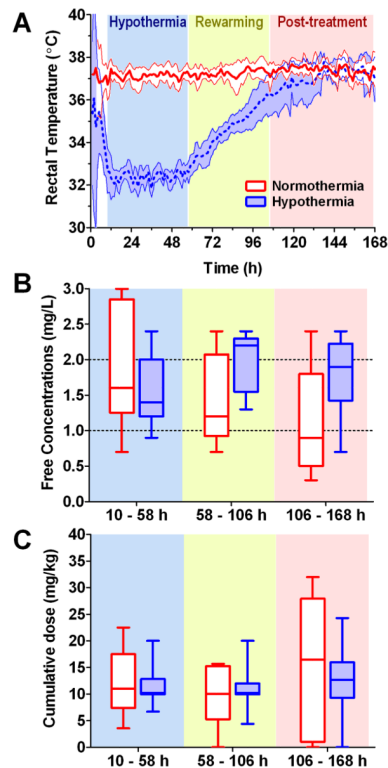 A
Rectal Temperature (°C)
40
38
36
34
32
30
Hypothermia
Rewarming
Post-treatment
Normothermia
Hypothermia
0
24
48
72
96
120
144
168
Time (h)
B
Free Concentrations (mg/L)
3.0
2.5
2.0
1.5
1.0
0.5
0.0
10 - 58 h
58 - 106 h
106 - 168 h
C
Cumulative dose (mg/kg)
40
35
30
25
20
15
10
5
0
10 - 58 h
58 - 106 h
106 - 168 h